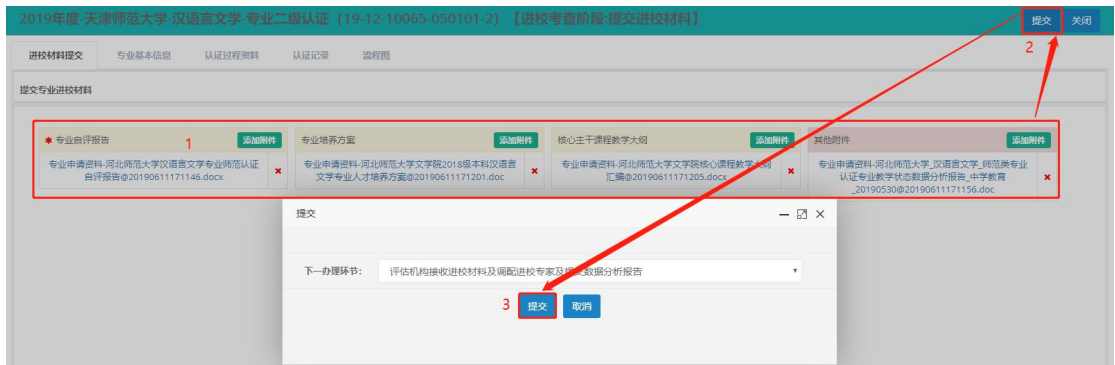 2019年度-天津师范大学-汉语言文学-专业二级认证（19-12-10065-050101-2）【进校考查阶段:提交进校材料】 提交 关闭
2
进校材料提交 专业基本信息 认证过程资料 认证记录 流程图
提交专业进校材料
* 专业自评报告 1 添加附件 专业培养方案 添加附件 核心主干课程教学大纲 添加附件 其他附件 添加附件
专业申请资料-河北师范大学汉语言文学专业师范认证
自评报告@20190611171146.docx
专业申请资料-河北师范大学文学院2018级本科汉语言
文学专业人才培养方案@20190611171201.doc
专业申请资料-河北师范大学文学院核心课程教学大纲
汇编@20190611171205.docx
专业申请资料-河北师范大学_汉语言文学_师范类专业
认证专业教学状态数据分析报告_中学教育
_20190530@20190611171156.doc
提交
下一办理环节： 评估机构接收进校材料及调配进校专家及提交数据分析报告
3 提交 取消